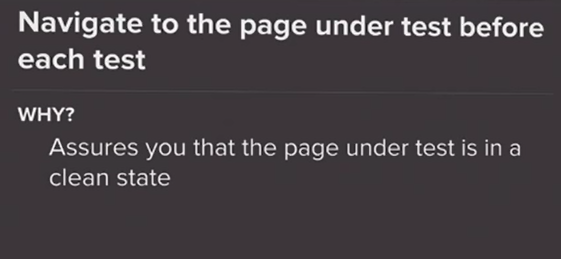 Navigate to the page under test before
each test
WHY?
Assures you that the page under test is in a
clean state